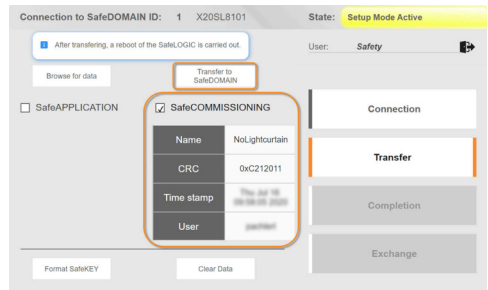 Connection to SafeDOMAIN ID: 1 X20SL8101
State: Setup Mode Active
After transfering, a reboot of the SafeLOGIC is carried out.
User: Safety
Browse for data
Transfer to
SafeDOMAIN
SafeAPPLICATION
SafeCOMMISSIONING
Connection
Name NoLightcurtain
CRC 0xC212011
Transfer
Time stamp
User
Completion
Exchange
Format SafeKEY
Clear Data